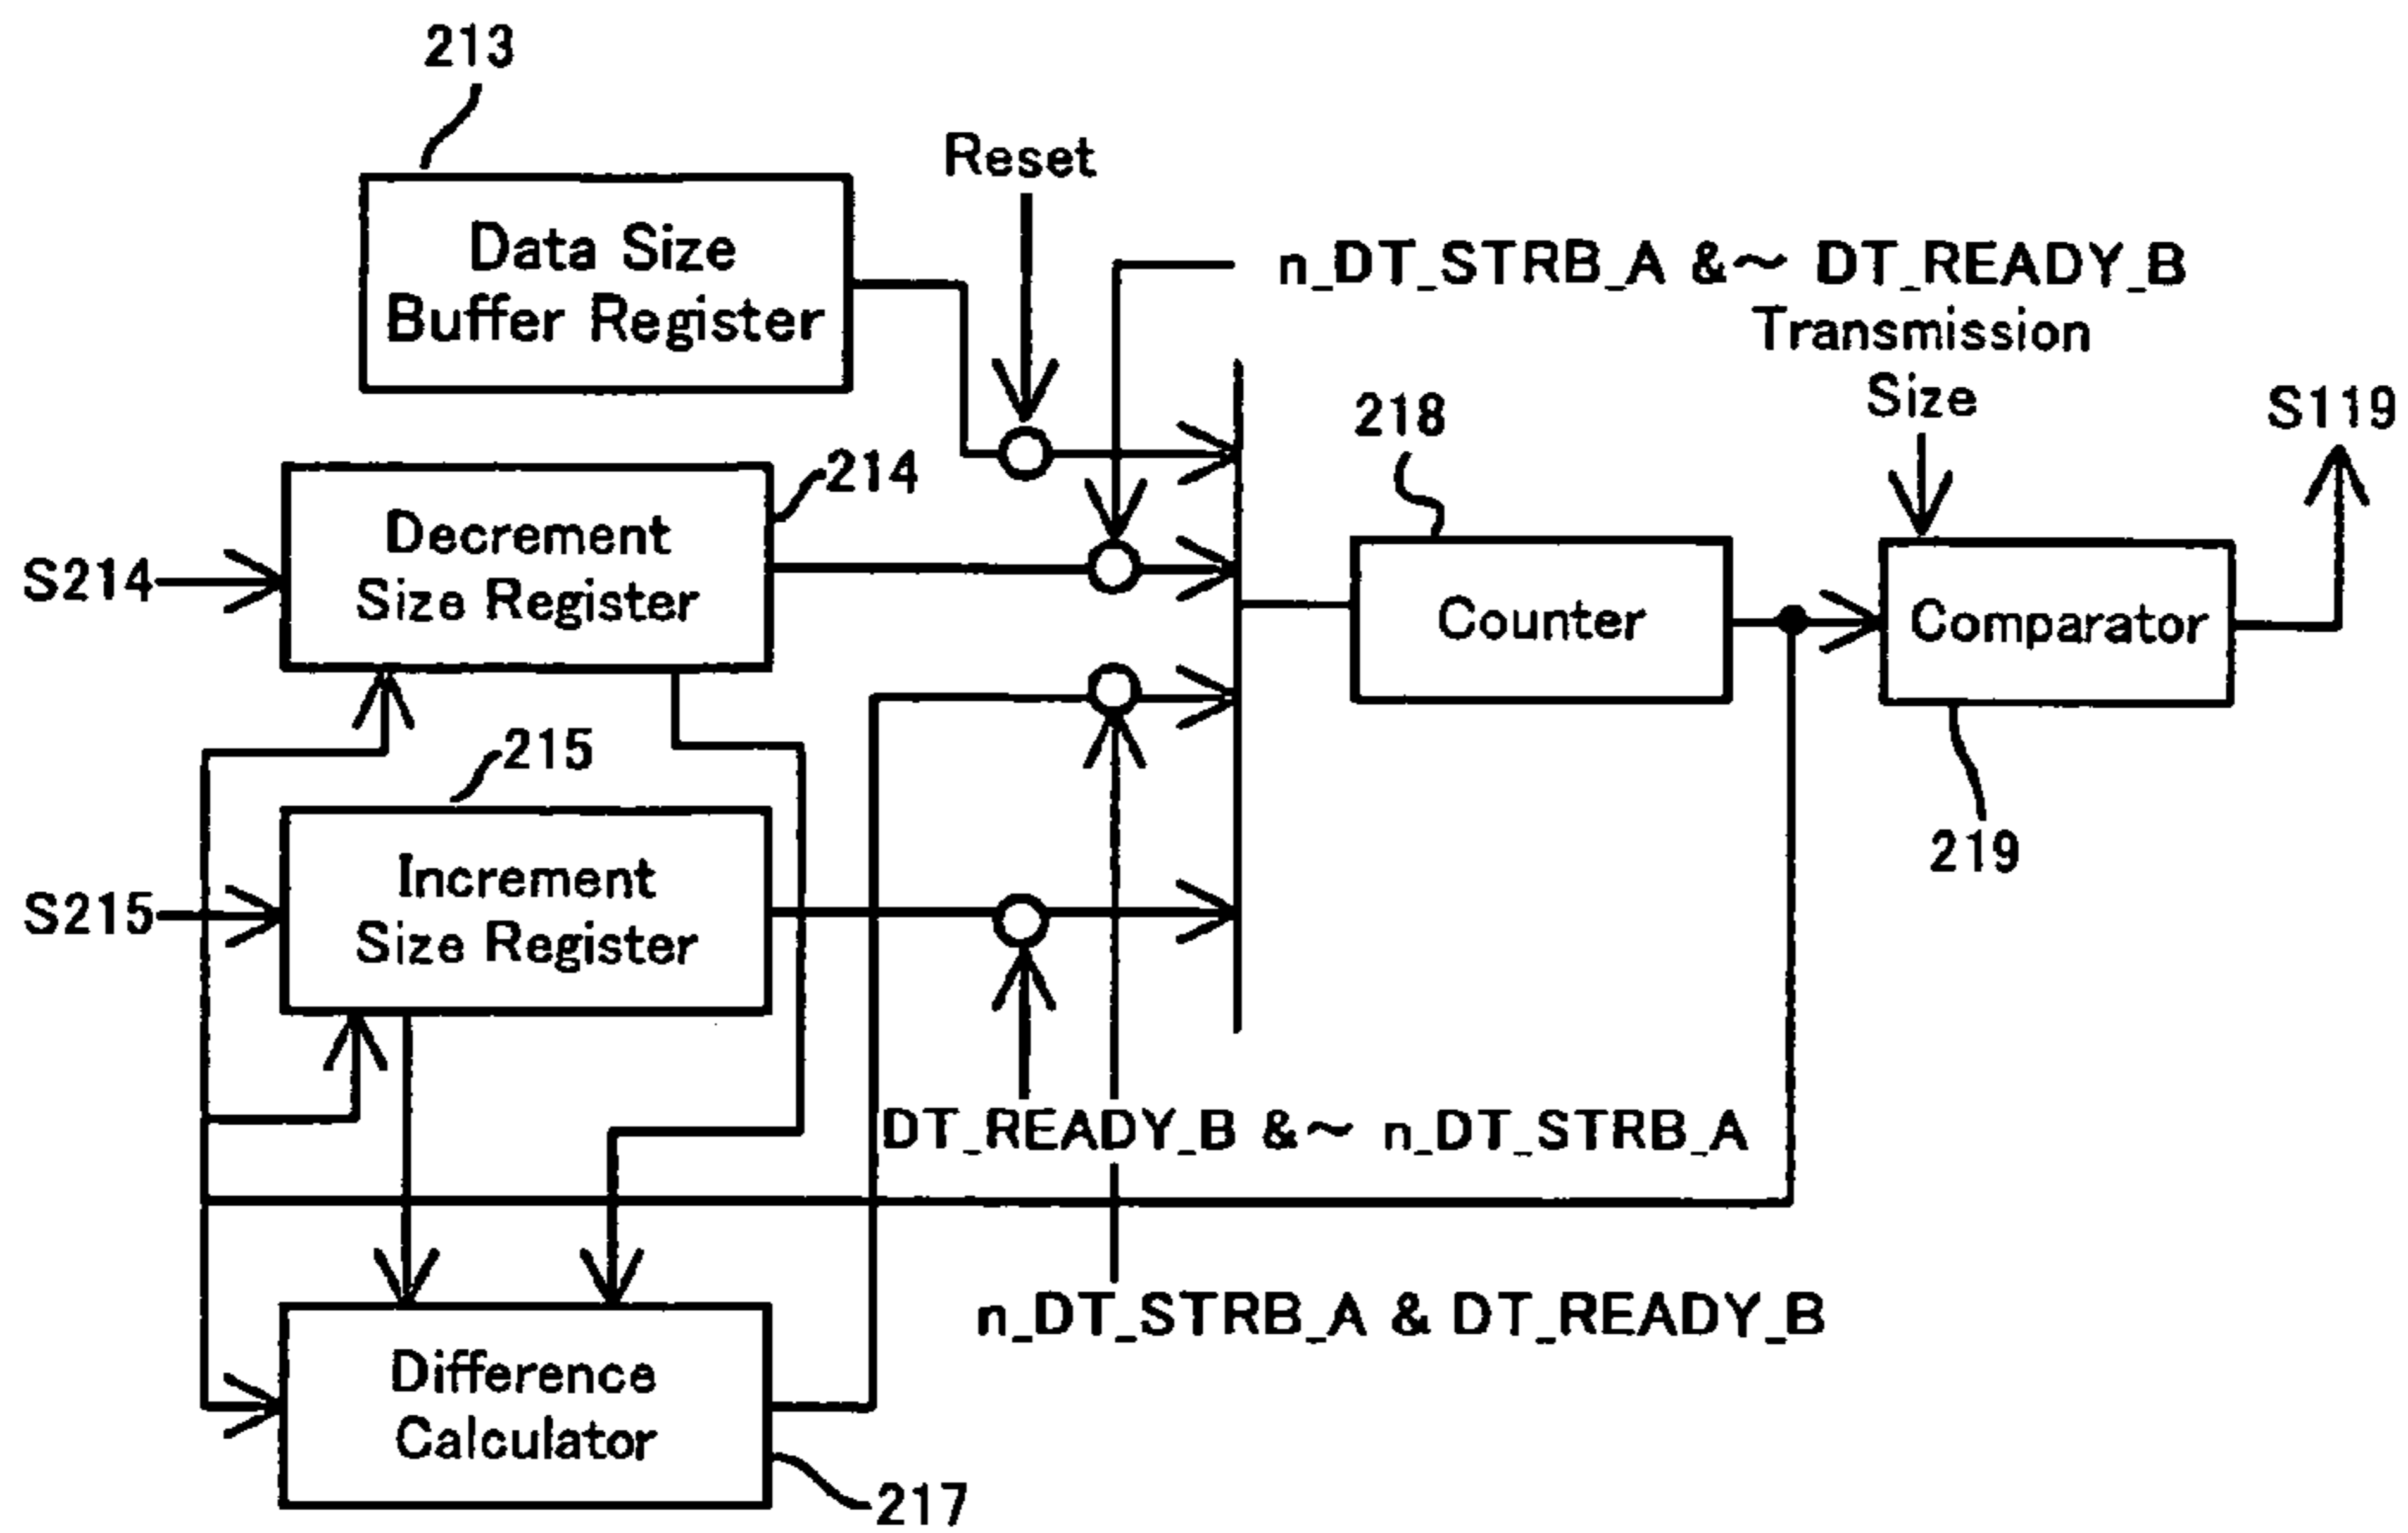 213
Reset
Data Size
Buffer Register
n_DT_STRB_A &~ DT_READY_B
Transmission
Size
S119
218
214
Decrement
Size Register
S214
Counter
Comparator
215
219
Increment
Size Register
S215
DT_READY_B &~ n_DT_STRB_A
n_DT_STRB_A & DT_READY_B
Difference
Calculator
217